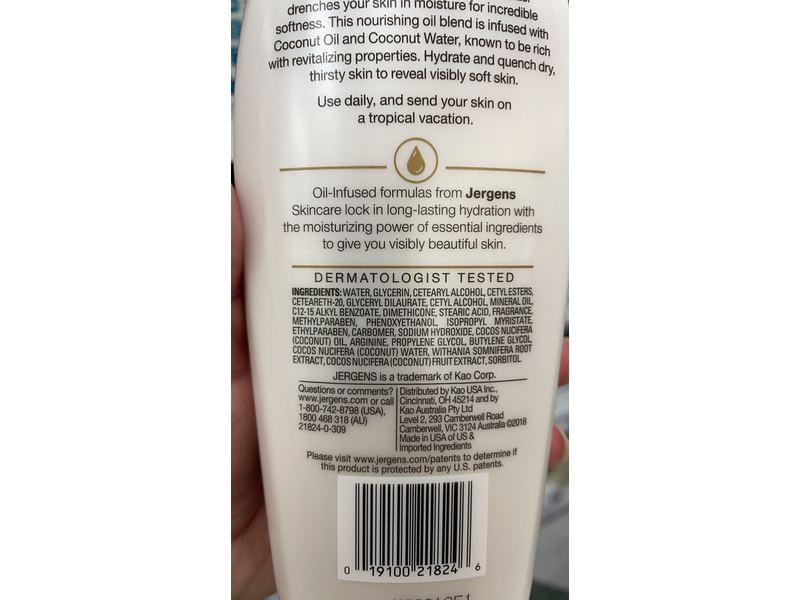 drenches your skin in moisture for incredible
softness. This nourishing oil blend is infused with
Coconut Oil and Coconut Water, known to be rich
with revitalizing properties. Hydrate and quench dry,
thirsty skin to reveal visibly soft skin.
Use daily, and send your skin on
a tropical vacation.
Oil-Infused formulas from Jergens
Skincare lock in long-lasting hydration with
the moisturizing power of essential ingredients
to give you visibly beautiful skin.
DERMATOLOGIST TESTED
INGREDIENTS: WATER, GLYCERIN, CETEARYL ALCOHOL, CETYL ESTERS,
CETEARETH-20, GLYCERYL DILAURATE, CETYL ALCOHOL, MINERAL OIL,
C12-15 ALKYL BENZOATE, DIMETHICONE, STEARIC ACID, FRAGRANCE,
METHYLPARABEN, PHENOXYETHANOL, ISOPROPYL MYRISTATE,
ETHYLPARABEN, CARBOMER, SODIUM HYDROXIDE, COCOS NUCIFERA
(COCONUT) OIL, ARGININE, PROPYLENE GLYCOL, BUTYLENE GLYCOL,
COCOS NUCIFERA (COCONUT) WATER, WITHANIA SOMNIFERA ROOT
EXTRACT, COCOS NUCIFERA (COCONUT) FRUIT EXTRACT, SORBITOL.
JERGENS is a trademark of Kao Corp.
Questions or comments?
www.jergens.com or call
1-800-742-8798 (USA),
1800 468 318 (AU)
21824-0-309
Distributed by Kao USA Inc.,
Cincinnati, OH 45214 and by
Kao Australia Pty Ltd
Level 2, 293 Camberwell Road
Camberwell, VIC 3124 Australia ©2018
Made in USA of US &
Imported Ingredients
Please visit www.jergens.com/patents to determine if
this product is protected by any U.S. patents.
0 19100 21824 6